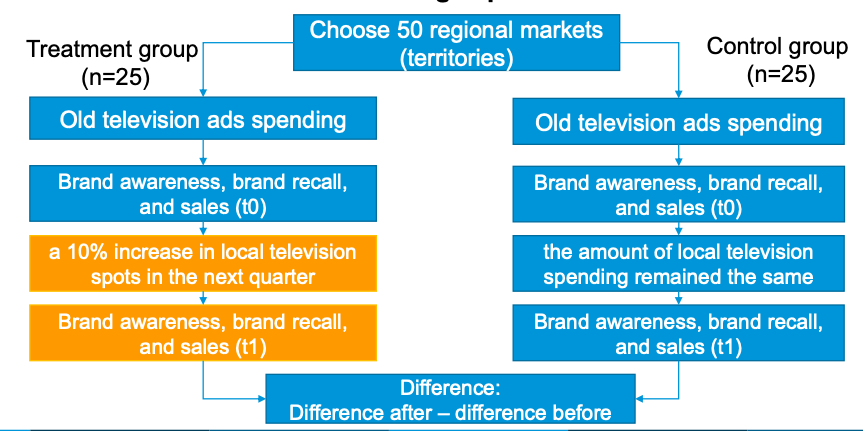 Choose 50 regional markets
(territories)
Treatment group
(n=25)
Control group
(n=25)
Old television ads spending
Old television ads spending
Brand awareness, brand recall,
and sales (t0)
Brand awareness, brand recall,
and sales (t0)
a 10% increase in local television
spots in the next quarter
the amount of local television
spending remained the same
Brand awareness, brand recall,
and sales (t1)
Brand awareness, brand recall,
and sales (t1)
Difference:
Difference after – difference before